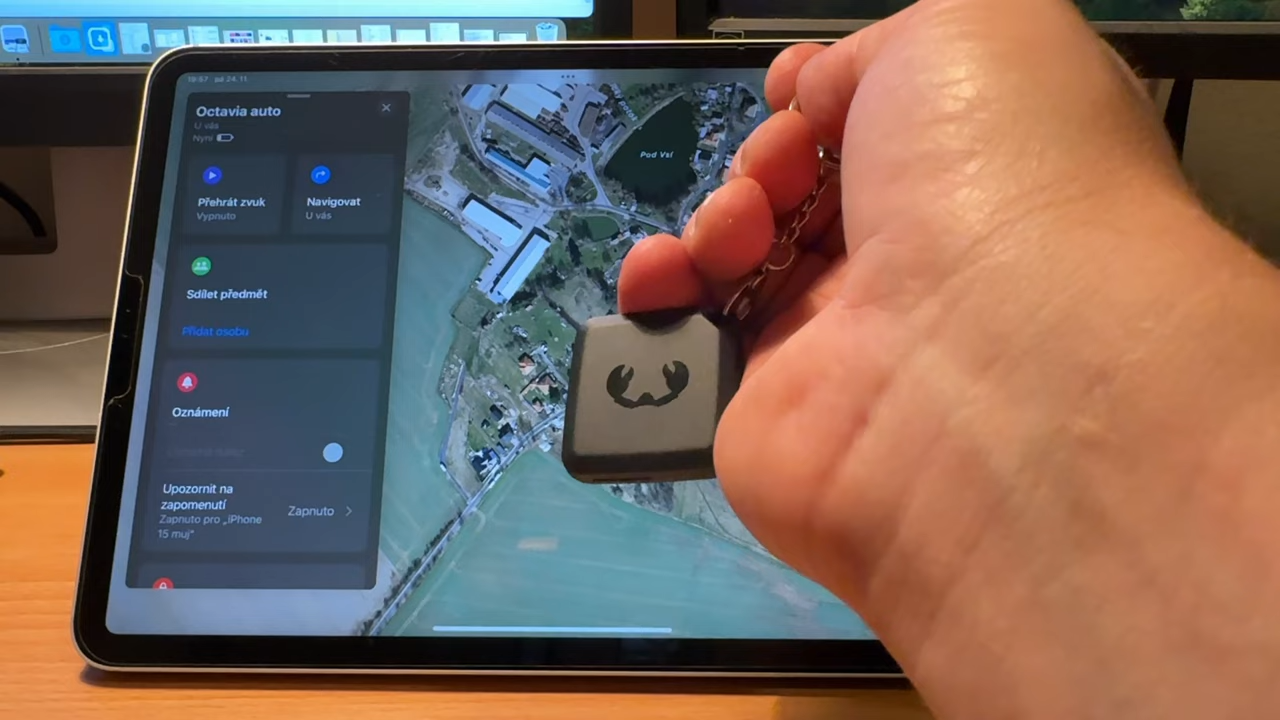 19:57 pá 24. 11.
Octavia auto
U vás
Nyní
Přehrát zvuk
Vypnuto
Navigovat
U vás
Sdílet předmět
Přidat osobu
Oznámení
Upozornit na
zapomenutí
Zapnuto pro „iPhone
15 muj“
Zapnuto
Pod Vsí